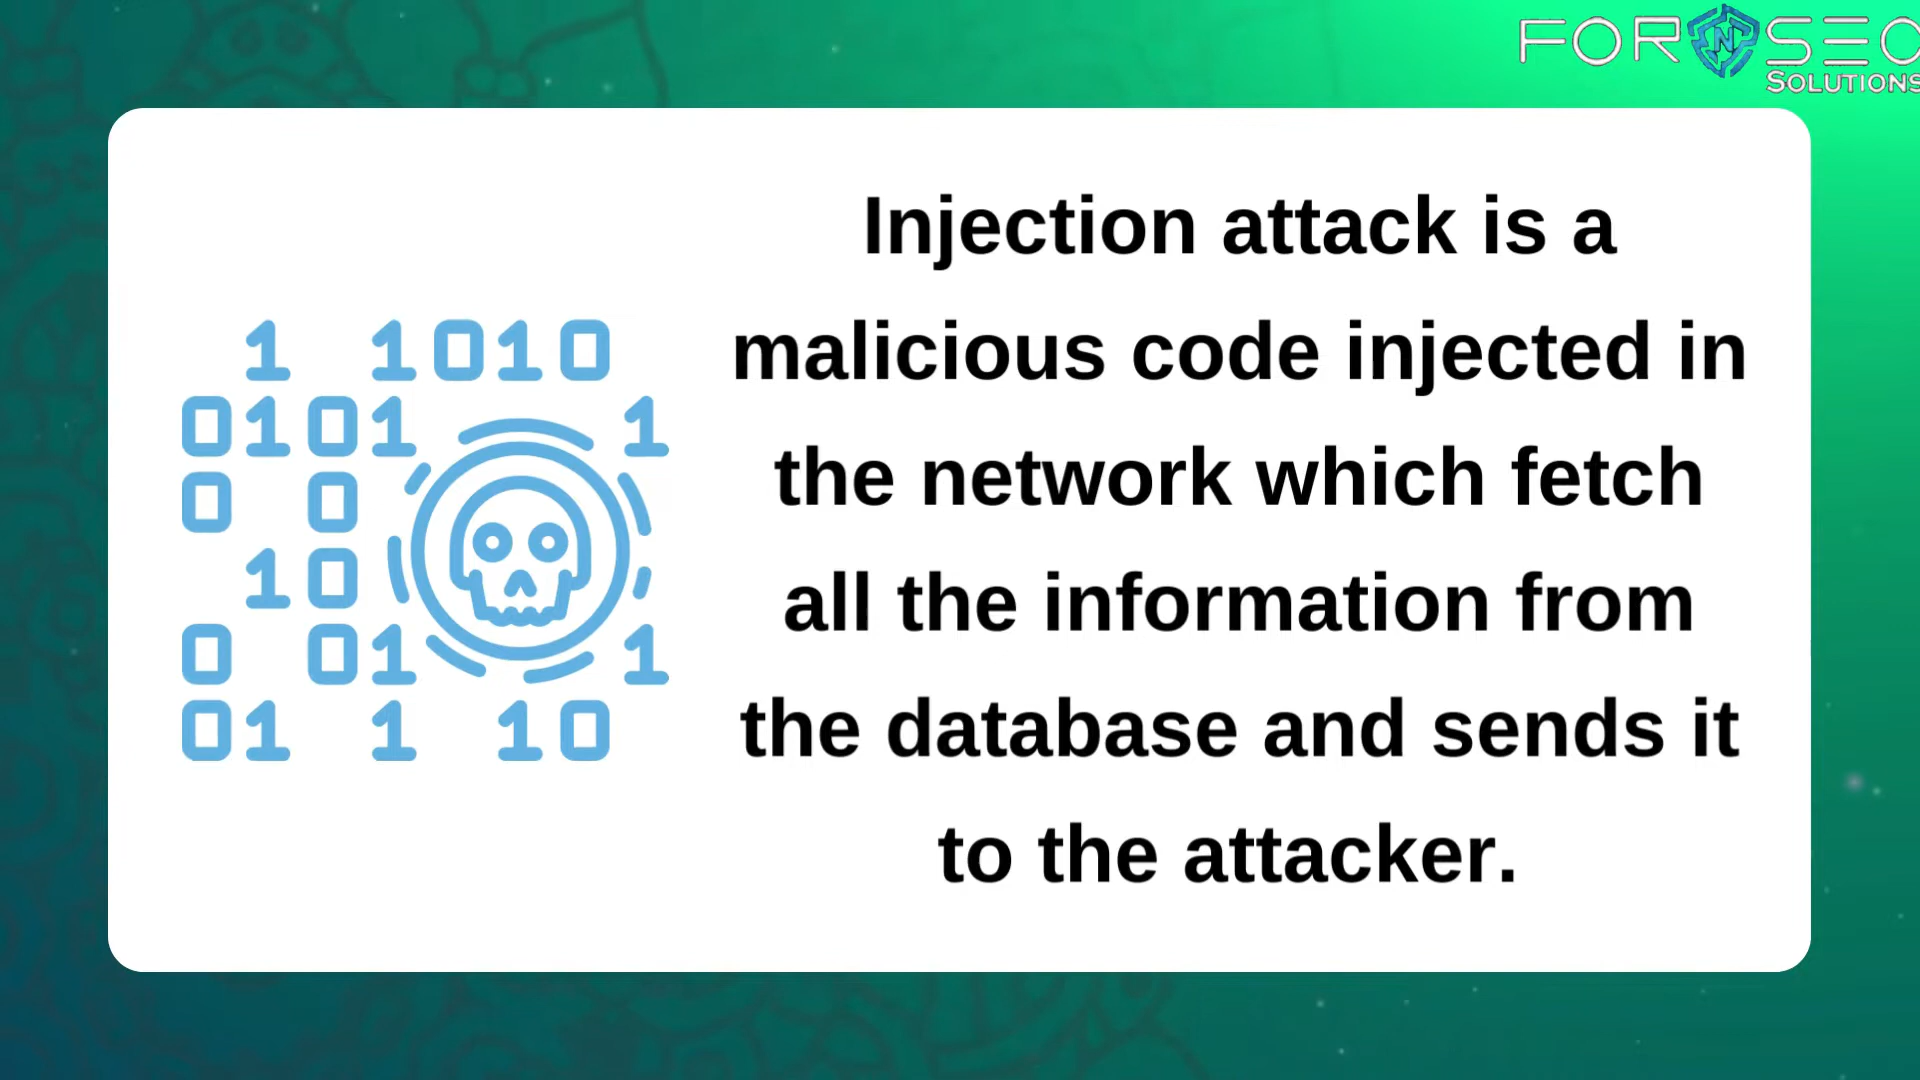 FOR N SEC
SOLUTIONS
Injection attack is a
malicious code injected in
1 1010
the network which fetch
0101 1
0 0
all the information from
10
0 01 1
the database and sends it
01 1 10
to the attacker.